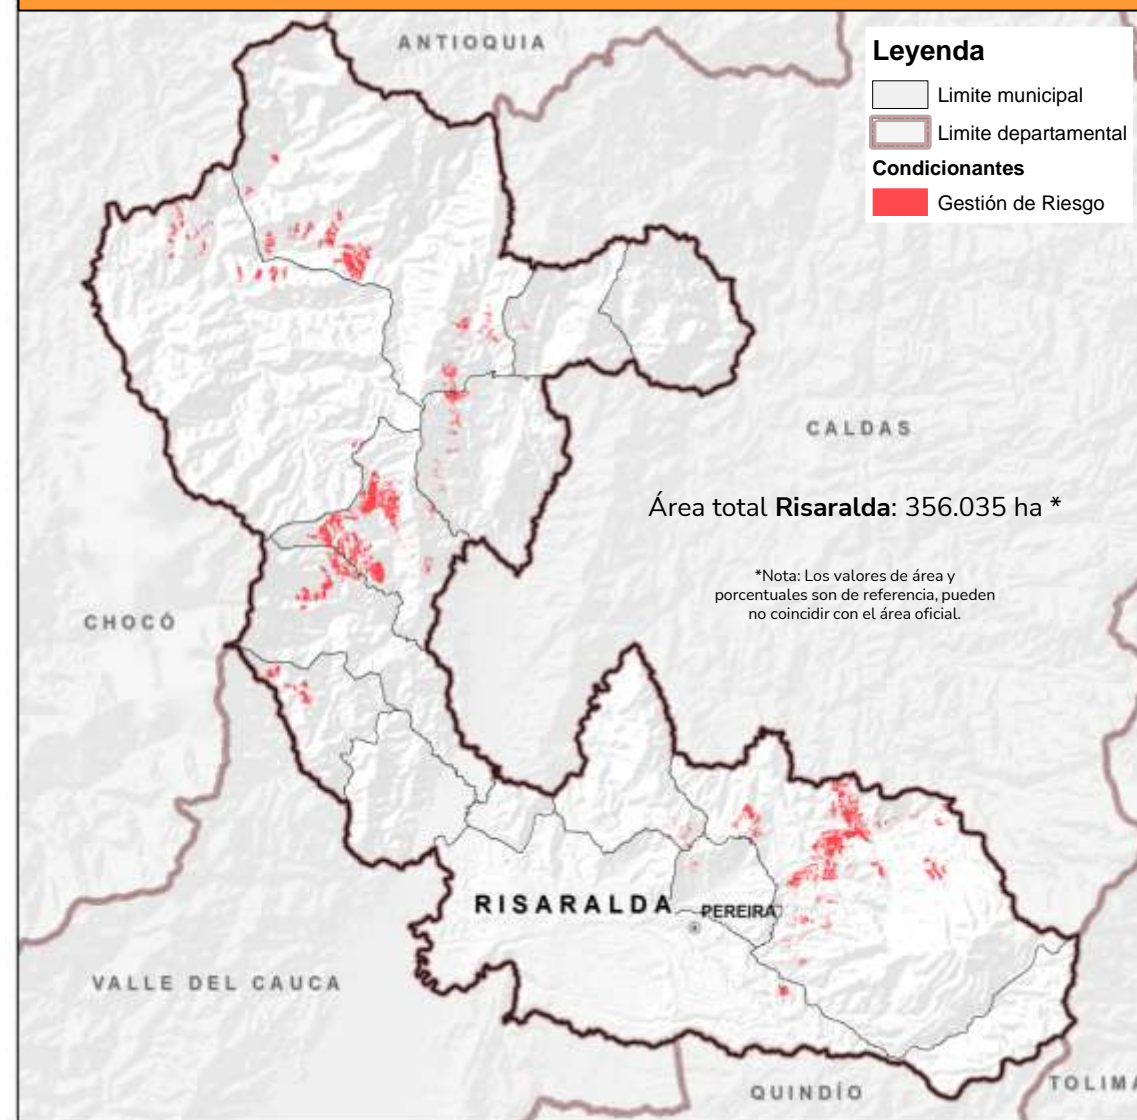 ANTIOQUIA
Leyenda
Limite municipal
Limite departamental
Condicionantes
Gestión de Riesgo
CALDAS
Área total Risaralda: 356.035 ha *
*Nota: Los valores de área y
porcentuales son de referencia, pueden
no coincidir con el área oficial.
CHOCÓ
RISARALDA
PEREIRA
VALLE DEL CAUCA
QUINDÍO
TOLIMA